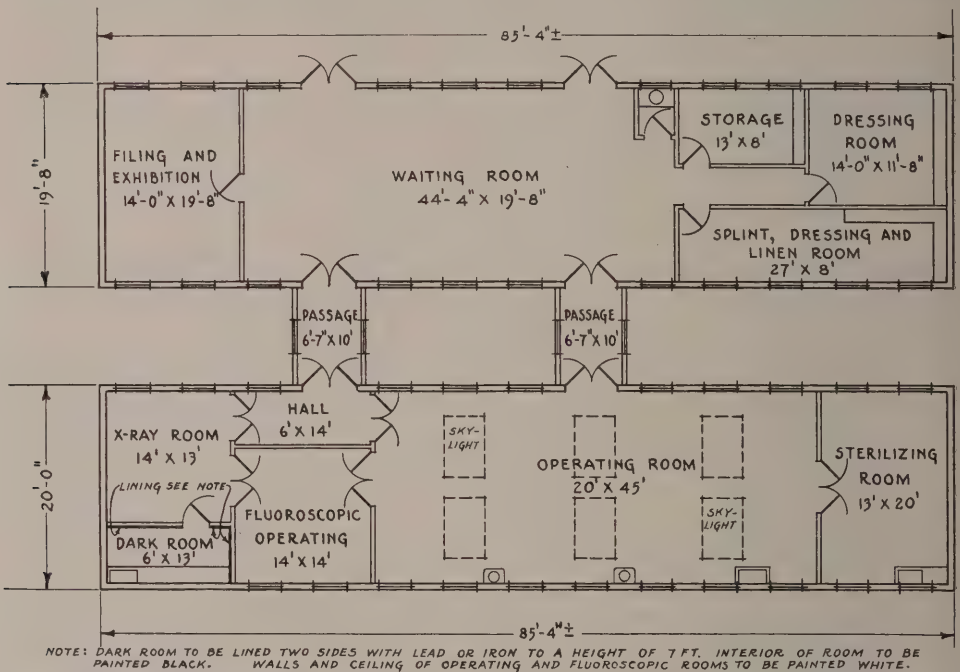 85'-4"±
19'-8"
FILING AND
EXHIBITION
14'-0" X 19'-8"
WAITING ROOM
44'-4" X 19'-8"
STORAGE
13' X 8'
DRESSING
ROOM
14'-0" X 11'-8"
SPLINT, DRESSING AND
LINEN ROOM
27' X 8'
PASSAGE
6'-7" X 10'
PASSAGE
6'-7" X 10'
20'-0"
X-RAY ROOM
14' X 13'
LINING SEE NOTE
DARK ROOM
6' X 13'
HALL
6' X 14'
FLUOROSCOPIC
OPERATING
14' X 14'
SKY-
LIGHT
OPERATING ROOM
20' X 45'
SKY-
LIGHT
STERILIZING
ROOM
13' X 20'
85'-4"±
NOTE: DARK ROOM TO BE LINED TWO SIDES WITH LEAD OR IRON TO A HEIGHT OF 7 FT. INTERIOR OF ROOM TO BE
PAINTED BLACK. WALLS AND CEILING OF OPERATING AND FLUOROSCOPIC ROOMS TO BE PAINTED WHITE.